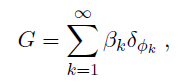 G = \sum_{k=1}^{\infty} \beta_k \delta_{\phi_k} ,